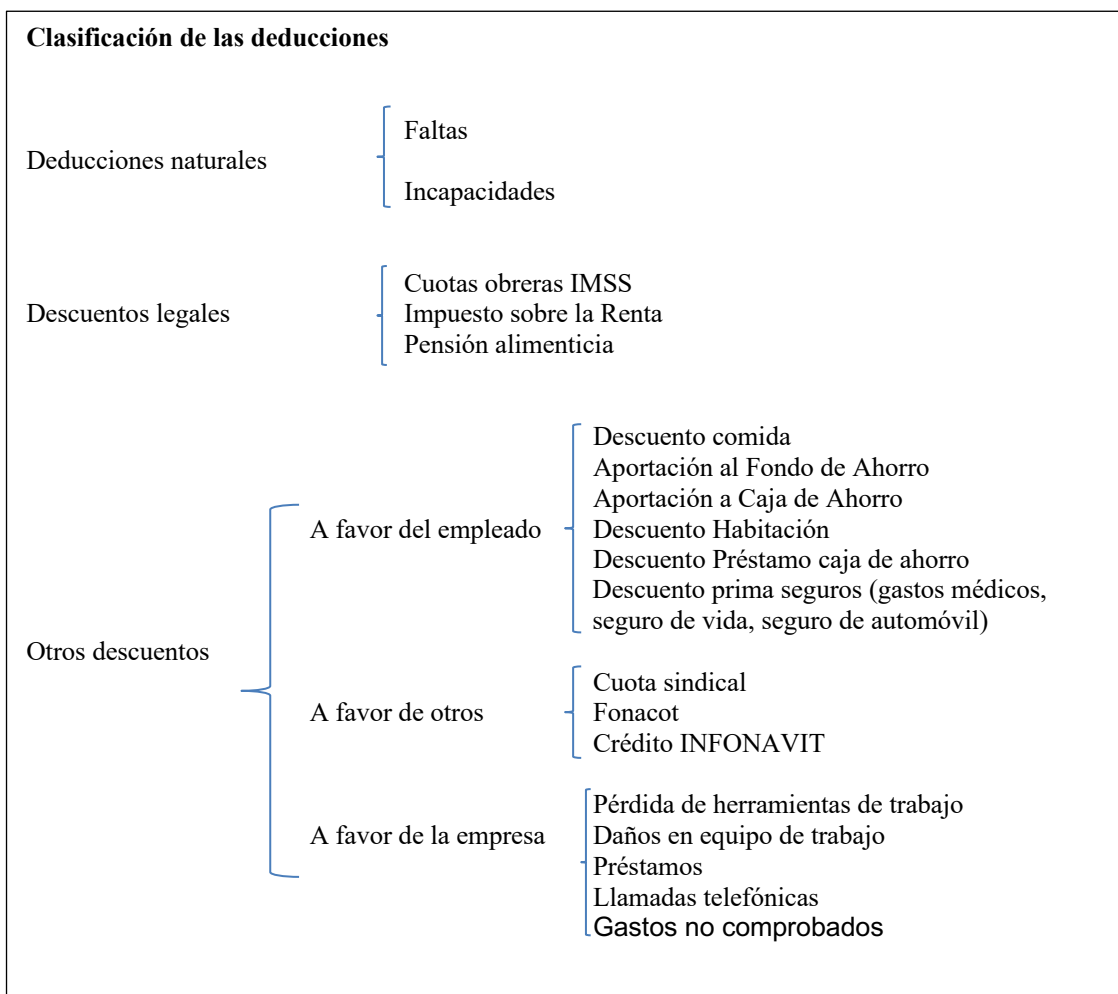 Clasificación de las deducciones
Deducciones naturales
Faltas
Incapacidades
Descuentos legales
Cuotas obreras IMSS
Impuesto sobre la Renta
Pensión alimenticia
Otros descuentos
A favor del empleado
Descuento comida
Aportación al Fondo de Ahorro
Aportación a Caja de Ahorro
Descuento Habitación
Descuento Préstamo caja de ahorro
Descuento prima seguros (gastos médicos,
seguro de vida, seguro de automóvil)
A favor de otros
Cuota sindical
Fonacot
Crédito INFONAVIT
A favor de la empresa
Pérdida de herramientas de trabajo
Daños en equipo de trabajo
Préstamos
Llamadas telefónicas
Gastos no comprobados